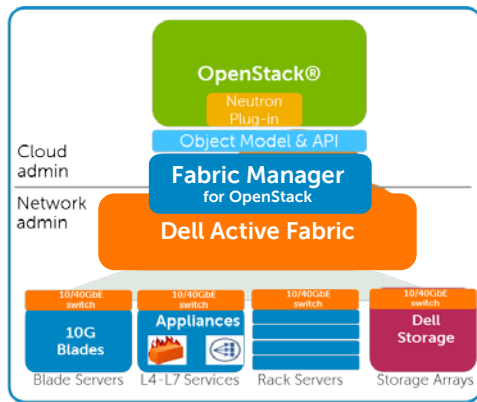 OpenStack®
Neutron
Plug-in
Object Model & API
Cloud
admin
Fabric Manager
for OpenStack
Network
admin
Dell Active Fabric
10/40GbE
switch
10/40GbE
switch
10/40GbE
switch
10/40GbE
switch
10G
Blades
Appliances
Dell
Storage
Blade Servers
L4-L7 Services
Rack Servers
Storage Arrays